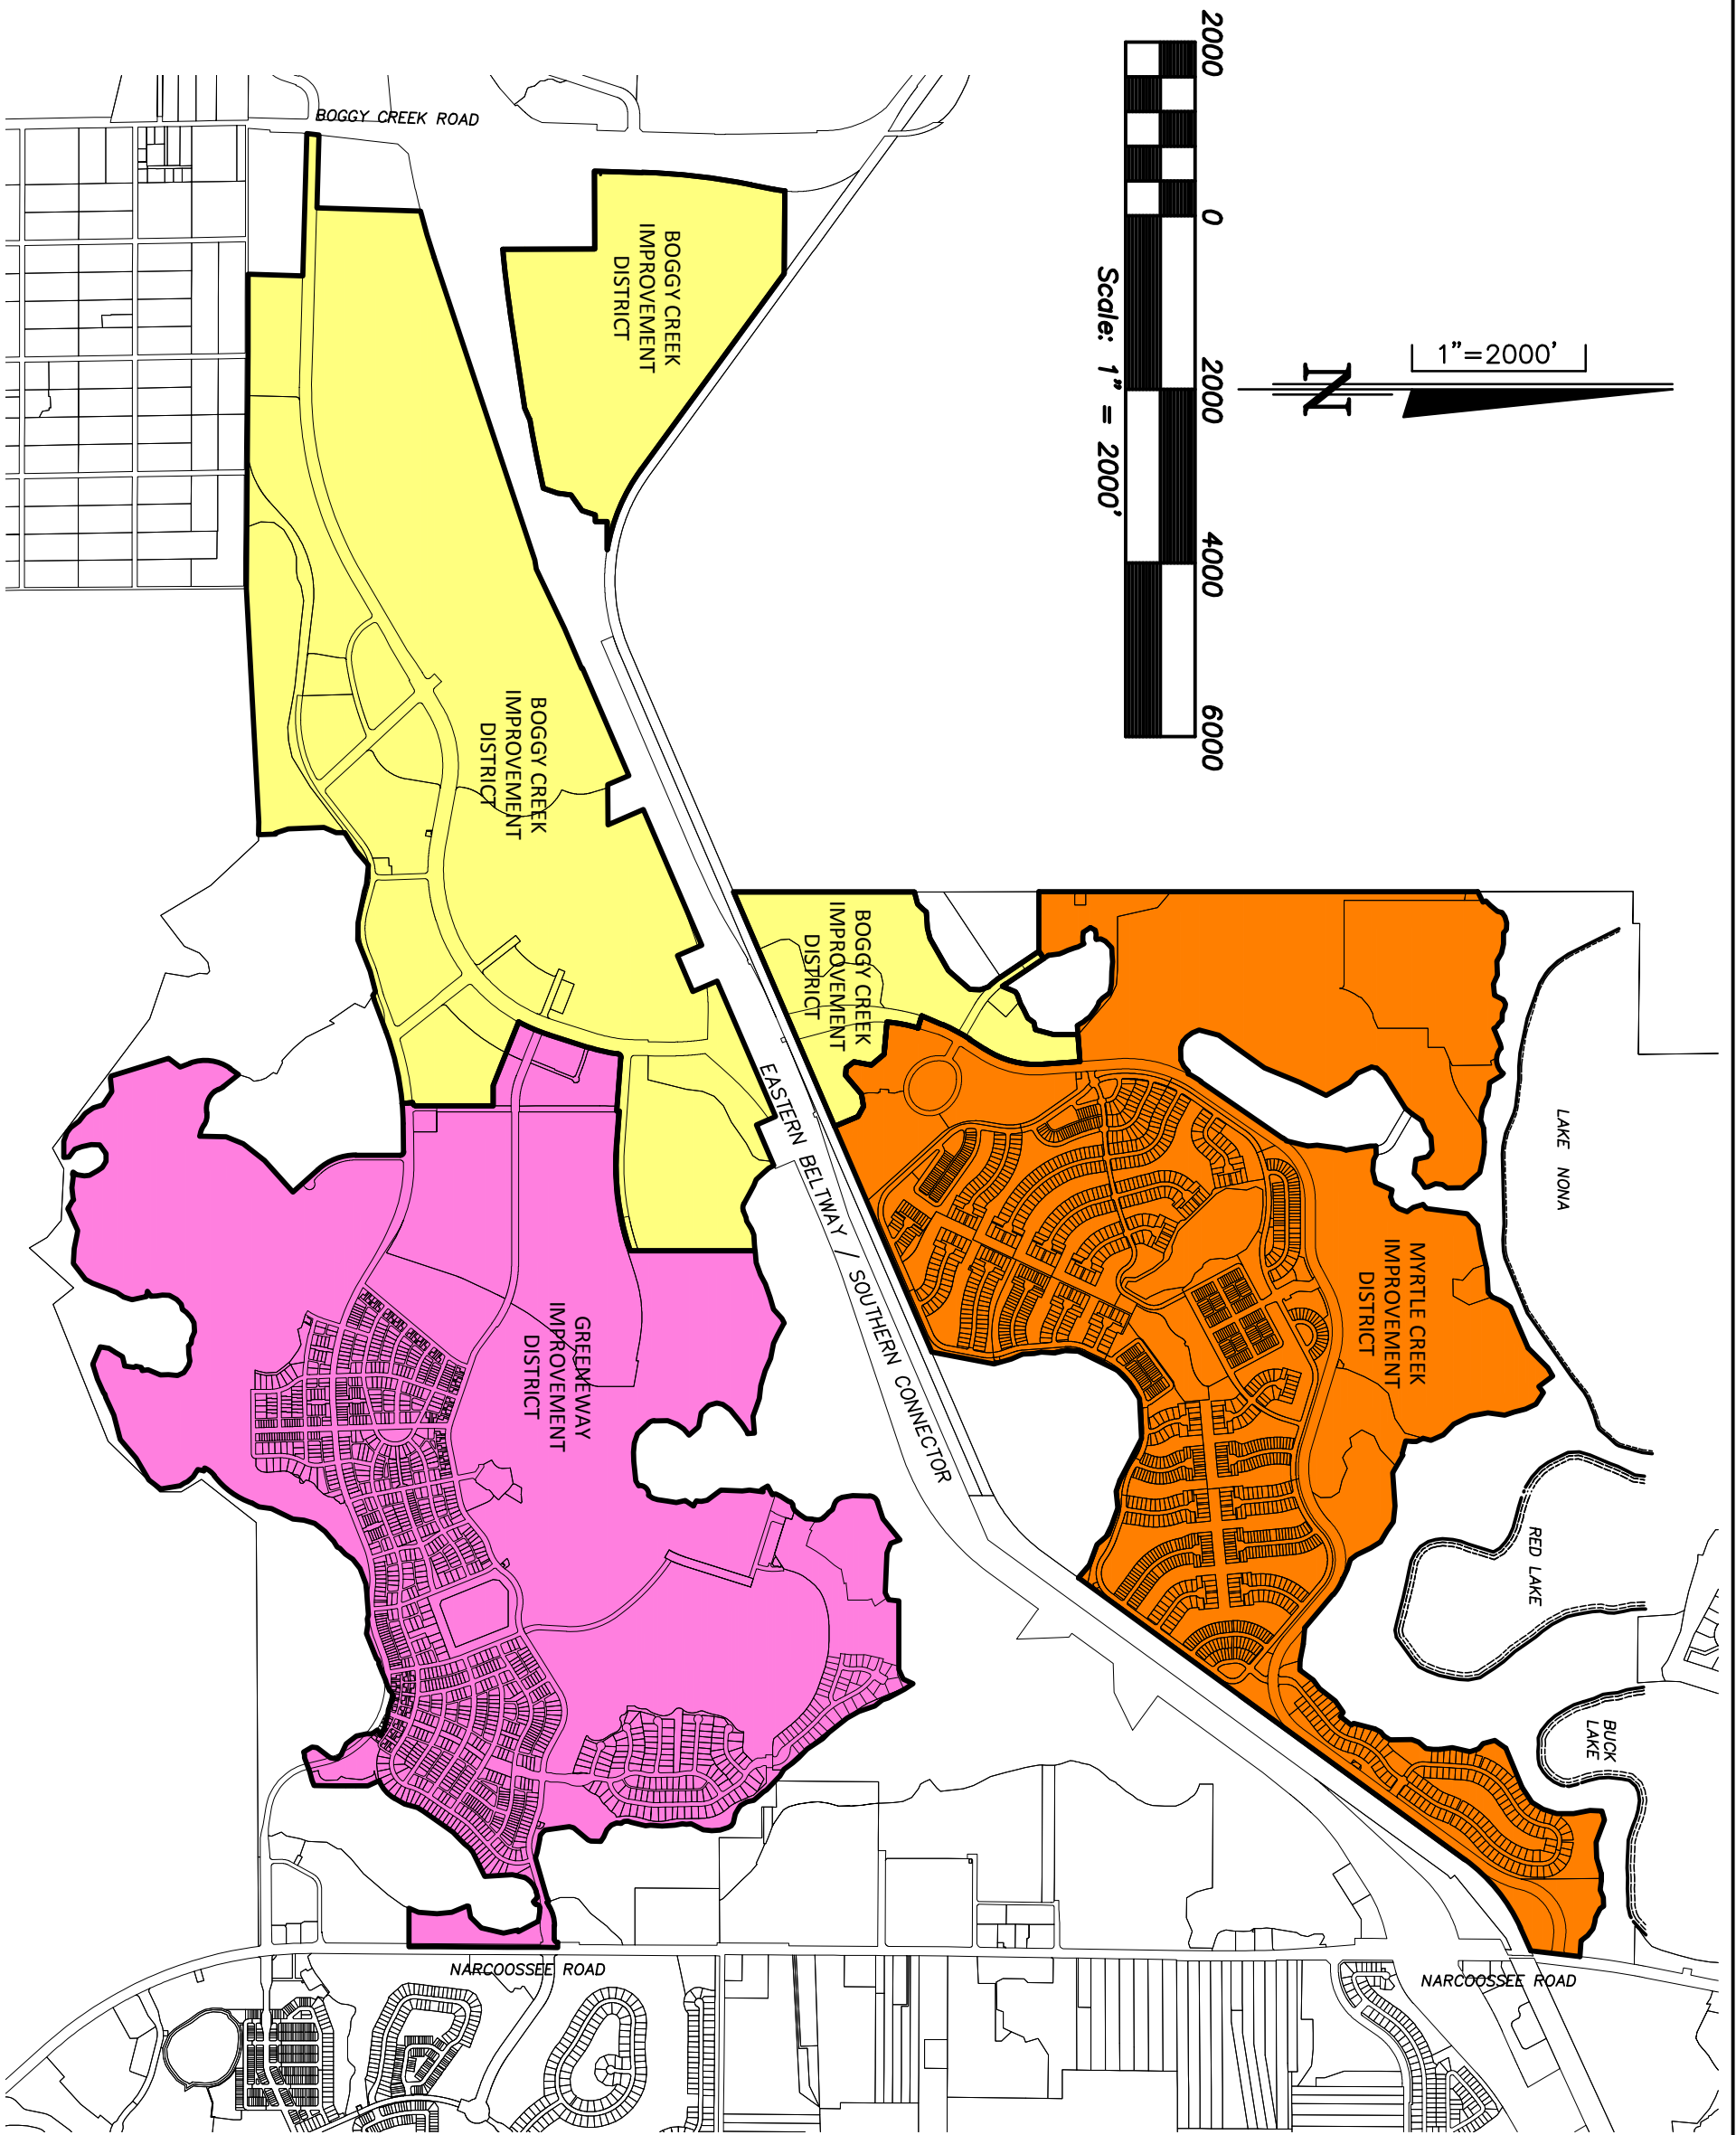 BOGGY CREEK ROAD
2000
0
2000
4000
6000
Scale: 1" = 2000'
1"=2000'
N
BOGGY CREEK
IMPROVEMENT
DISTRICT
BOGGY CREEK
IMPROVEMENT
DISTRICT
BOGGY CREEK
IMPROVEMENT
DISTRICT
EASTERN BELTWAY / SOUTHERN CONNECTOR
LAKE NONA
MYRTLE CREEK
IMPROVEMENT
DISTRICT
GREENEWAY
IMPROVEMENT
DISTRICT
RED LAKE
BUCK
LAKE
NARCOOSSEE ROAD
NARCOOSSEE ROAD